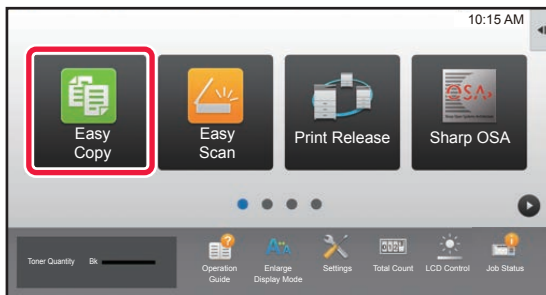 10:15 AM
Easy
Copy
Easy
Scan
Print Release
Sharp OSA
OSA
Toner Quantity Bk
Operation
Guide
Enlarge
Display Mode
Settings
Total Count
LCD Control
Job Status